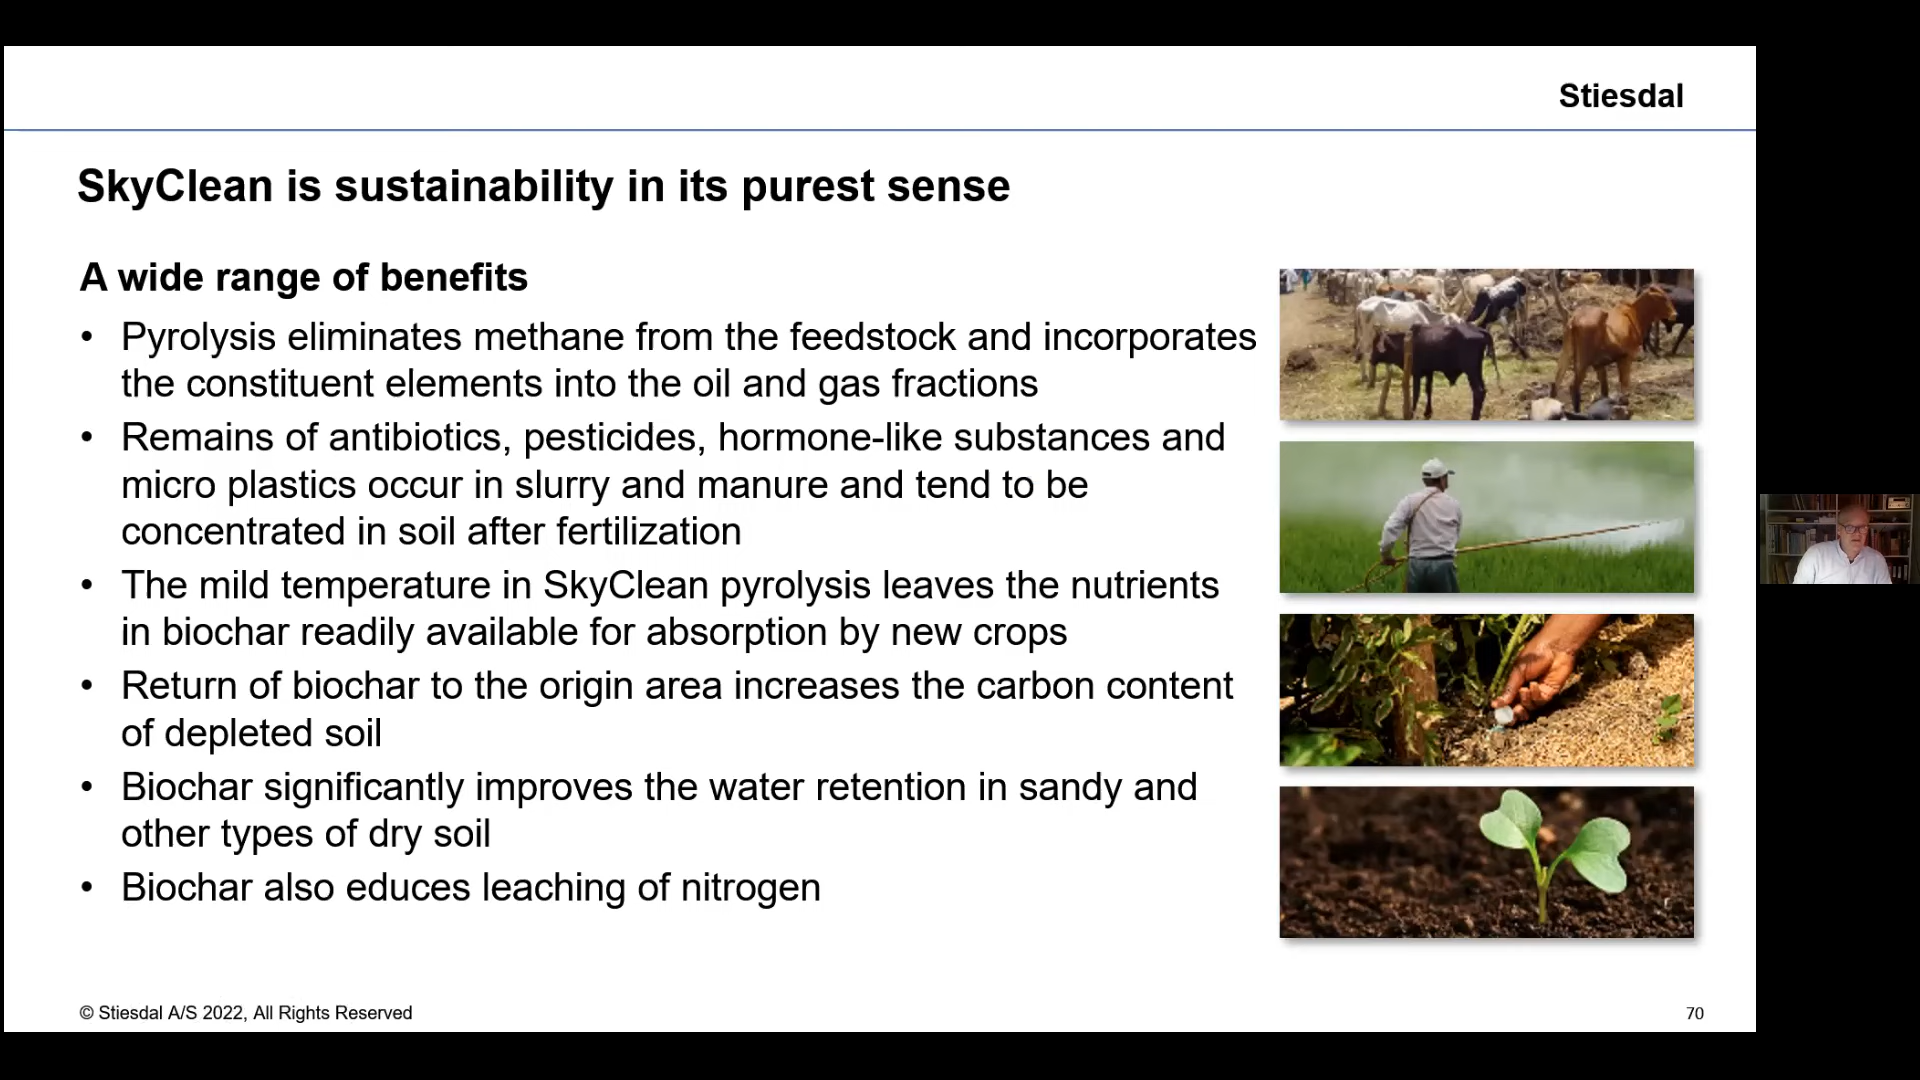 Stiesdal
SkyClean is sustainability in its purest sense
A wide range of benefits
• Pyrolysis eliminates methane from the feedstock and incorporates
the constituent elements into the oil and gas fractions
• Remains of antibiotics, pesticides, hormone-like substances and
micro plastics occur in slurry and manure and tend to be
concentrated in soil after fertilization
• The mild temperature in SkyClean pyrolysis leaves the nutrients
in biochar readily available for absorption by new crops
• Return of biochar to the origin area increases the carbon content
of depleted soil
• Biochar significantly improves the water retention in sandy and
other types of dry soil
• Biochar also educes leaching of nitrogen
© Stiesdal A/S 2022, All Rights Reserved
70